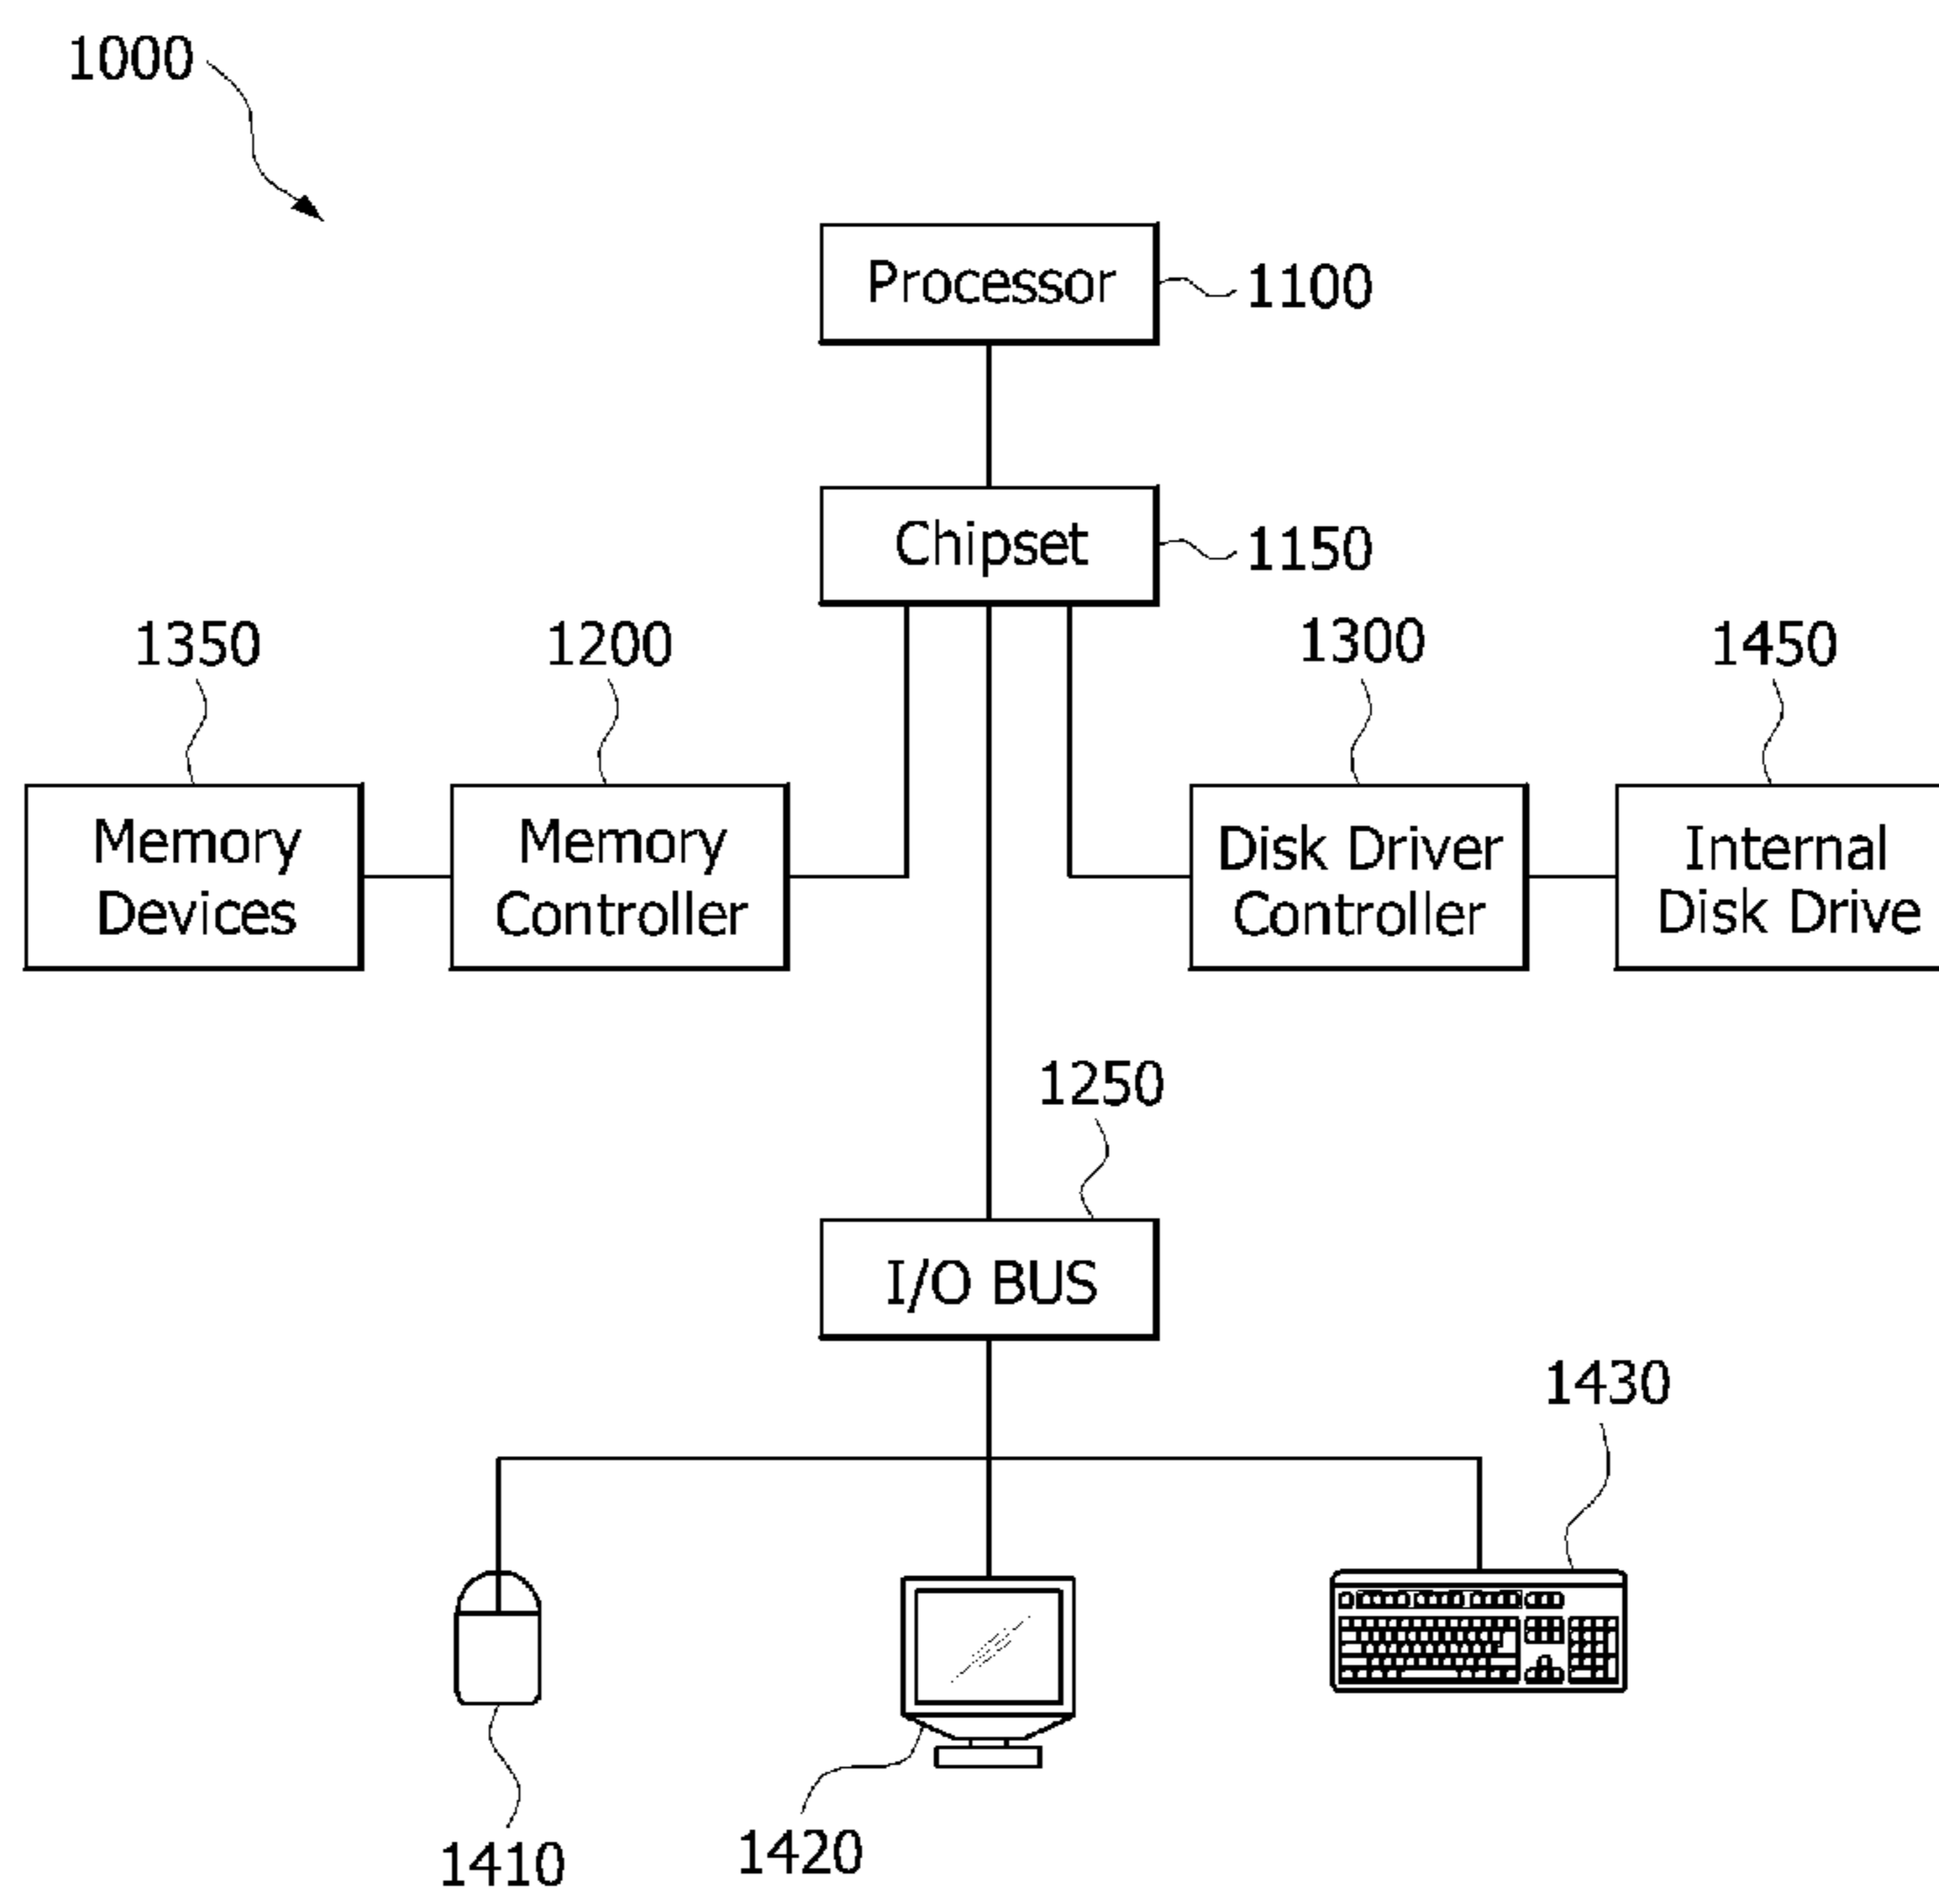 1000
Processor
1100
Chipset
1150
1350
1200
1300
1450
Memory
Devices
Memory
Controller
Disk Driver
Controller
Internal
Disk Drive
1250
I/O BUS
1430
1410
1420